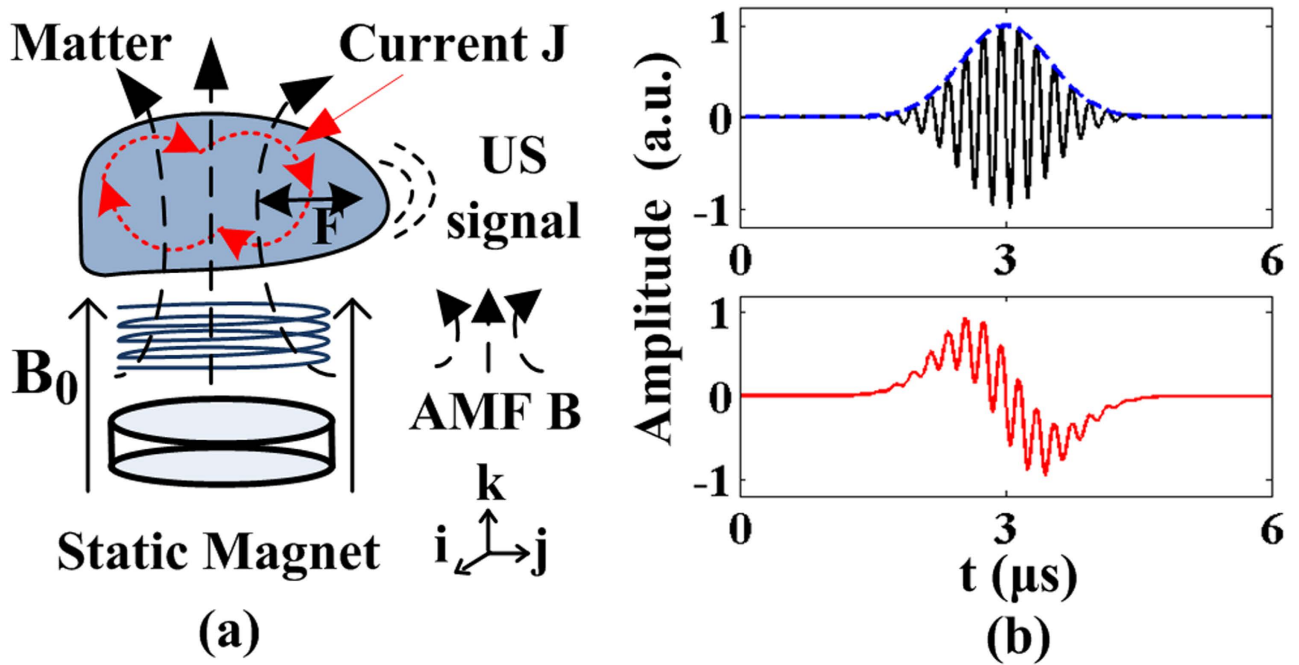 Matter
Current J
US
signal
F
B0
AMF B
k
i
j
Static Magnet
(a)
Amplitude (a.u.)
1
0
-1
0
3
6
1
0
-1
0
3
6
t (μs)
(b)